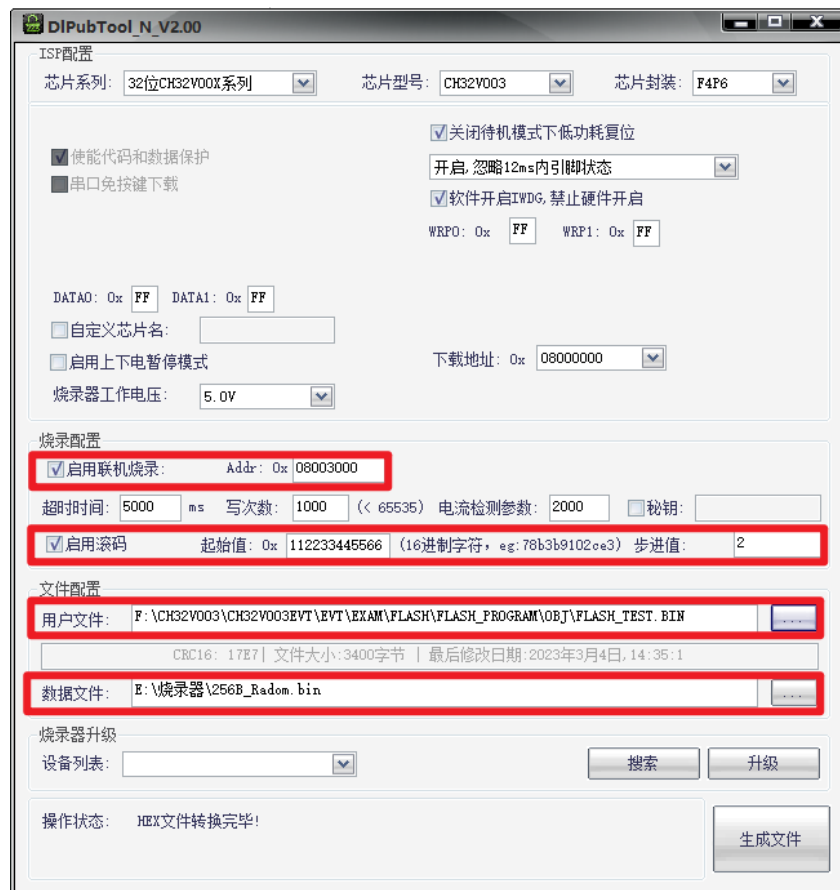 DlPubTool_N_V2.00
ISP配置
芯片系列: 32位CH32V00X系列 芯片型号: CH32V003 芯片封装: F4P6
关闭待机模式下低功耗复位
使能代码和数据保护
开启,忽略12ms内引脚状态
串口免按键下载
软件开启IWDG,禁止硬件开启
WRP0: 0x FF WRP1: 0x FF
DATA0: 0x FF DATA1: 0x FF
自定义芯片名:
启用上下电暂停模式 下载地址: 0x 08000000
烧录器工作电压: 5.0V
烧录配置
启用联机烧录: Addr: 0x 08003000
超时时间: 5000 ms 写次数: 1000 (< 65535) 电流检测参数: 2000 秘钥:
启用滚码 起始值: 0x 112233445566 (16进制字符, eg:78b3b9102ce3) 步进值: 2
文件配置
用户文件: F:\CH32V003\CH32V003EVT\EVT\EXAM\FLASH\FLASH_PROGRAM\OBJ\FLASH_TEST.BIN ...
CRC16: 17E7| 文件大小:3400字节 | 最后修改日期:2023年3月4日,14:35:1
数据文件: E:\烧录器\256B_Radom.bin ...
烧录器升级
设备列表: 搜索 升级
操作状态: HEX文件转换完毕!
生成文件